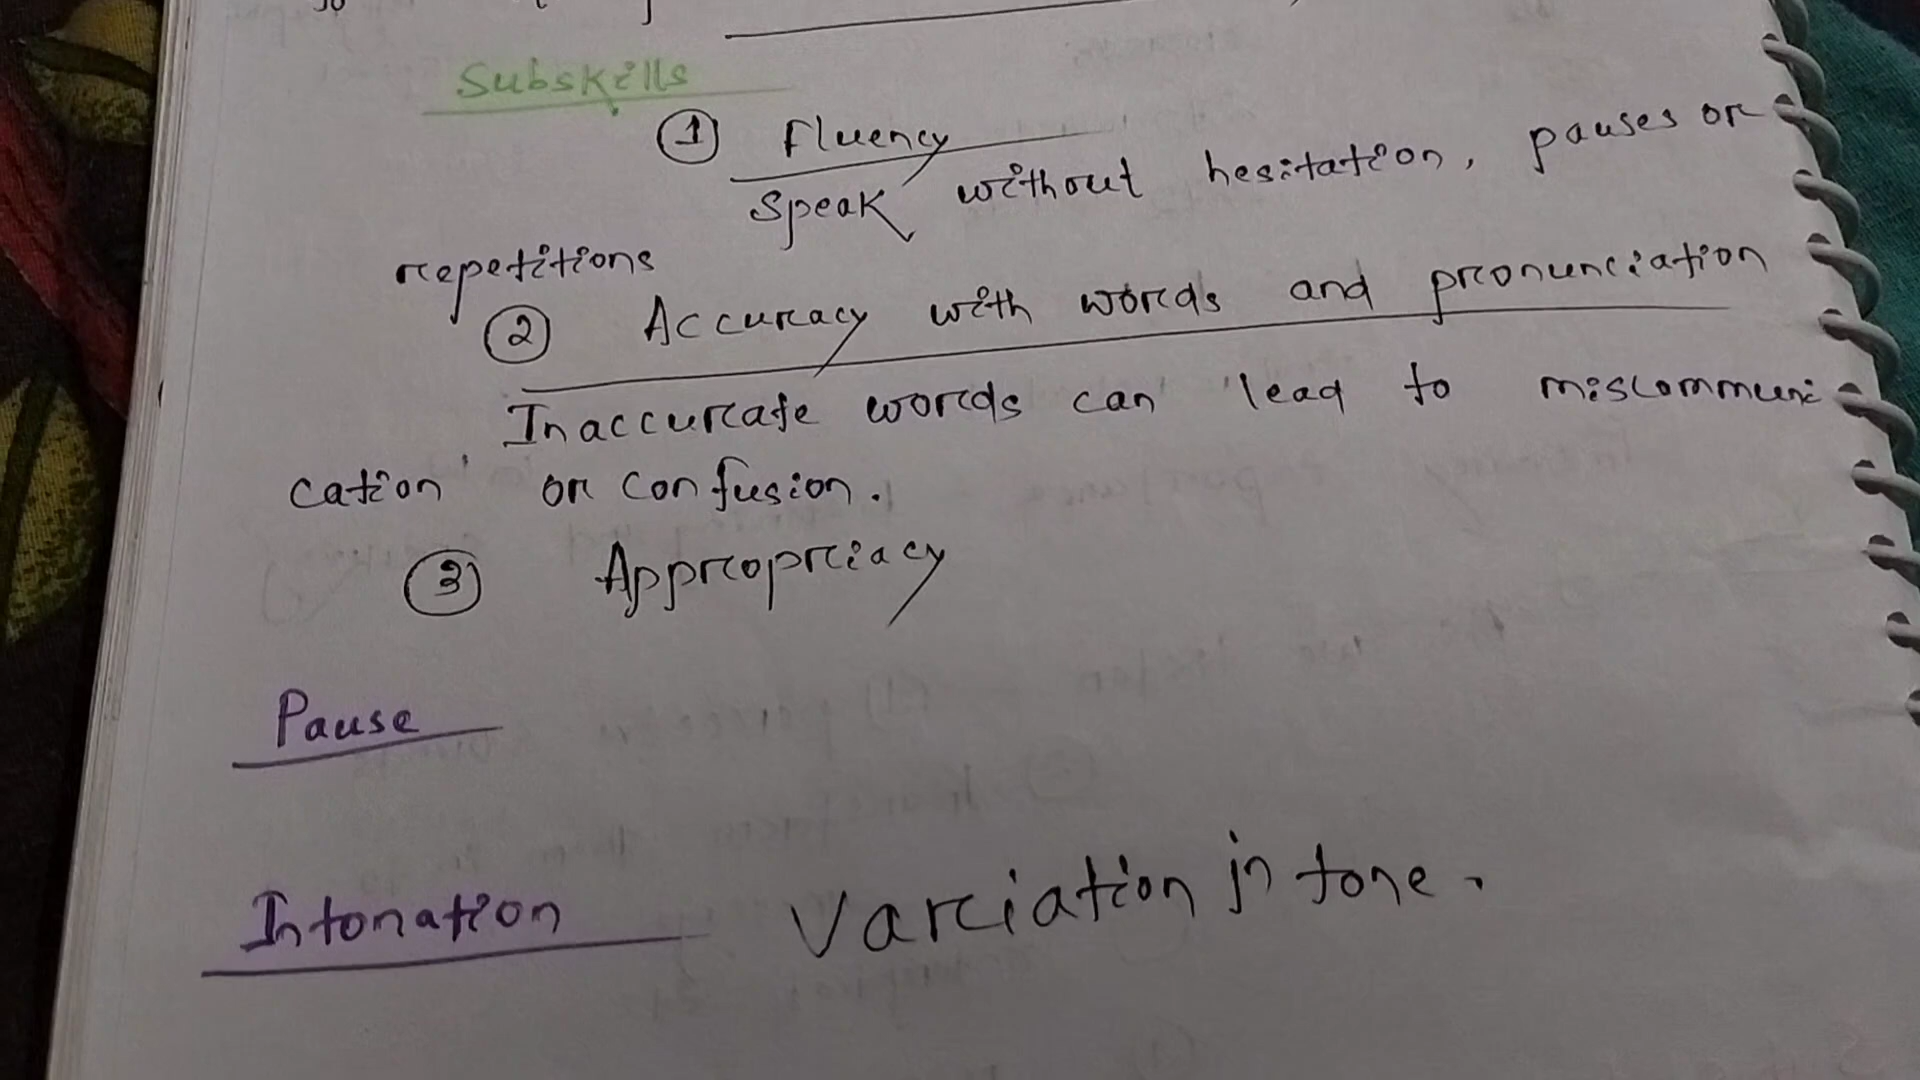 Subskills
① Fluency
Speak without hesitation, pauses or
repetitions
② Accuracy with words and pronunciation
Inaccurate words can lead to miscommuni
cation or confusion.
③ Appropriacy
Pause
Intonation Variation in tone.